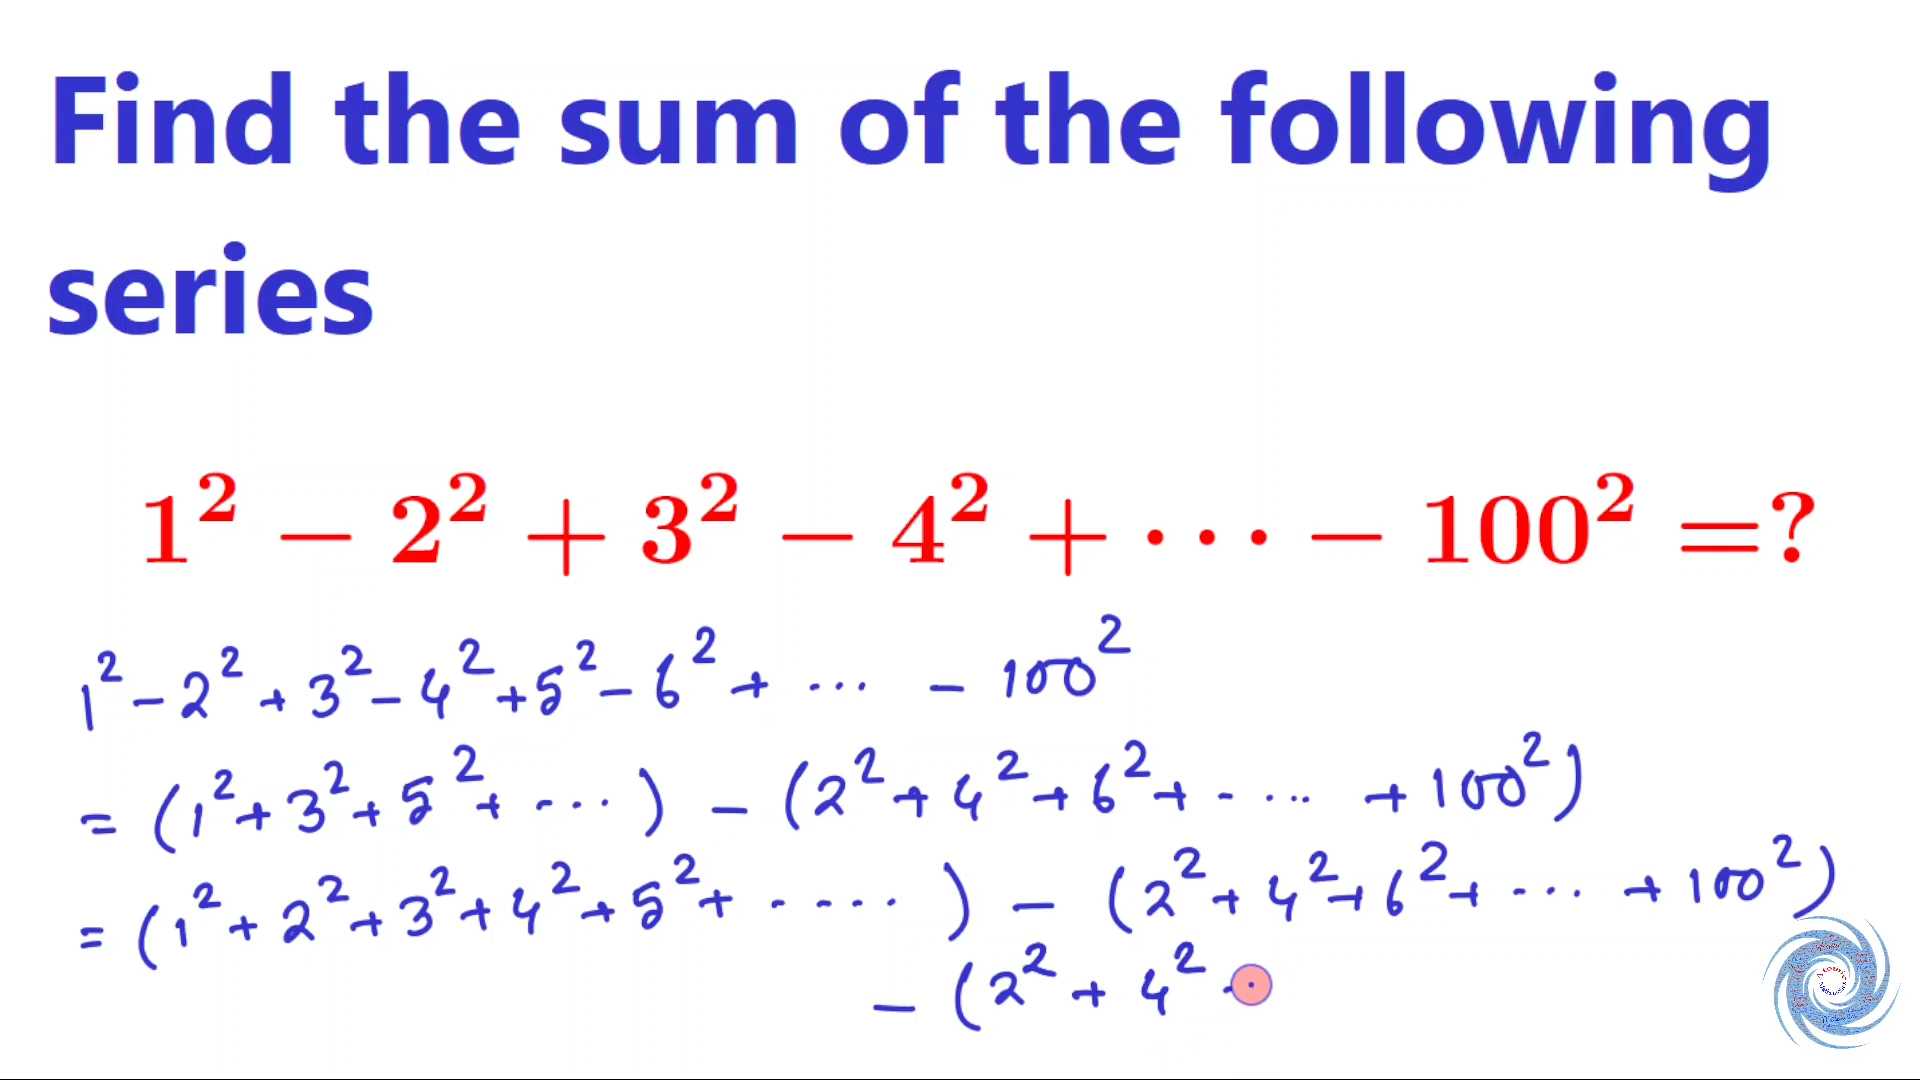 Find the sum of the following
series
1² − 2² + 3² − 4² + ··· − 100² =?
1² − 2² + 3² − 4² + 5² − 6² + ··· − 100²
= (1² + 3² + 5² + ····) − (2² + 4² + 6² + ····· + 100²)
= (1² + 2² + 3² + 4² + 5² + ·····) − (2² + 4² + 6² + ···· + 100²)
− (2² + 4²